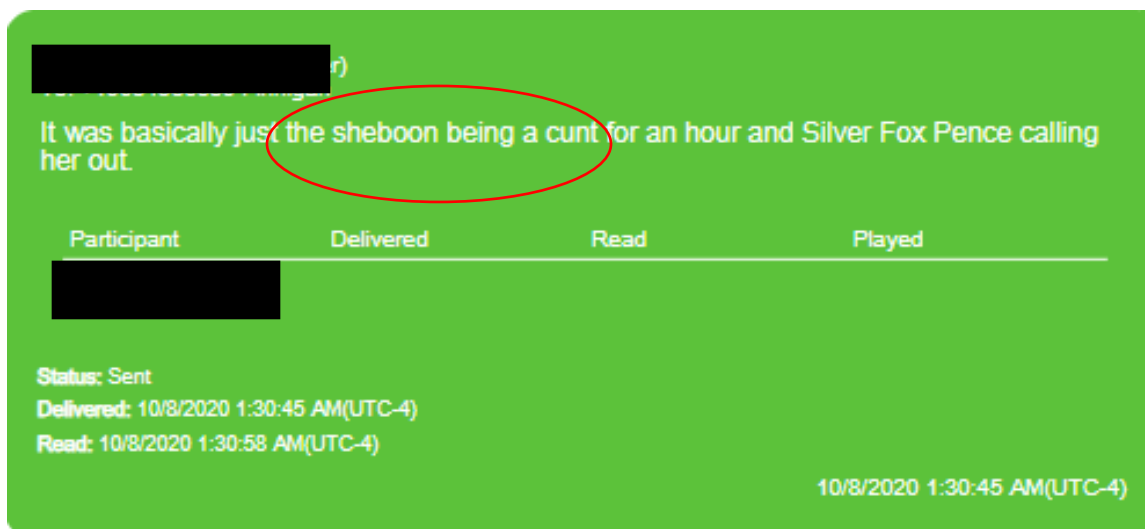 r)
It was basically just the sheboon being a cunt for an hour and Silver Fox Pence calling
her out.
Participant Delivered Read Played
Status: Sent
Delivered: 10/8/2020 1:30:45 AM(UTC-4)
Read: 10/8/2020 1:30:58 AM(UTC-4)
10/8/2020 1:30:45 AM(UTC-4)